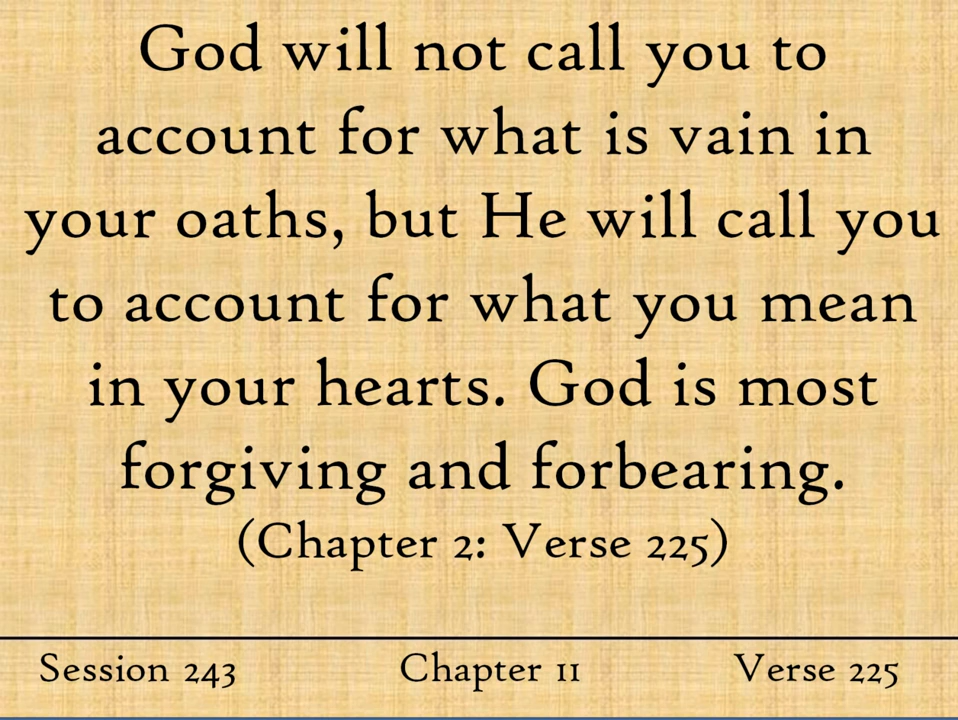 God will not call you to
account for what is vain in
your oaths, but He will call you
to account for what you mean
in your hearts. God is most
forgiving and forbearing.
(Chapter 2: Verse 225)
Session 243 Chapter 11 Verse 225